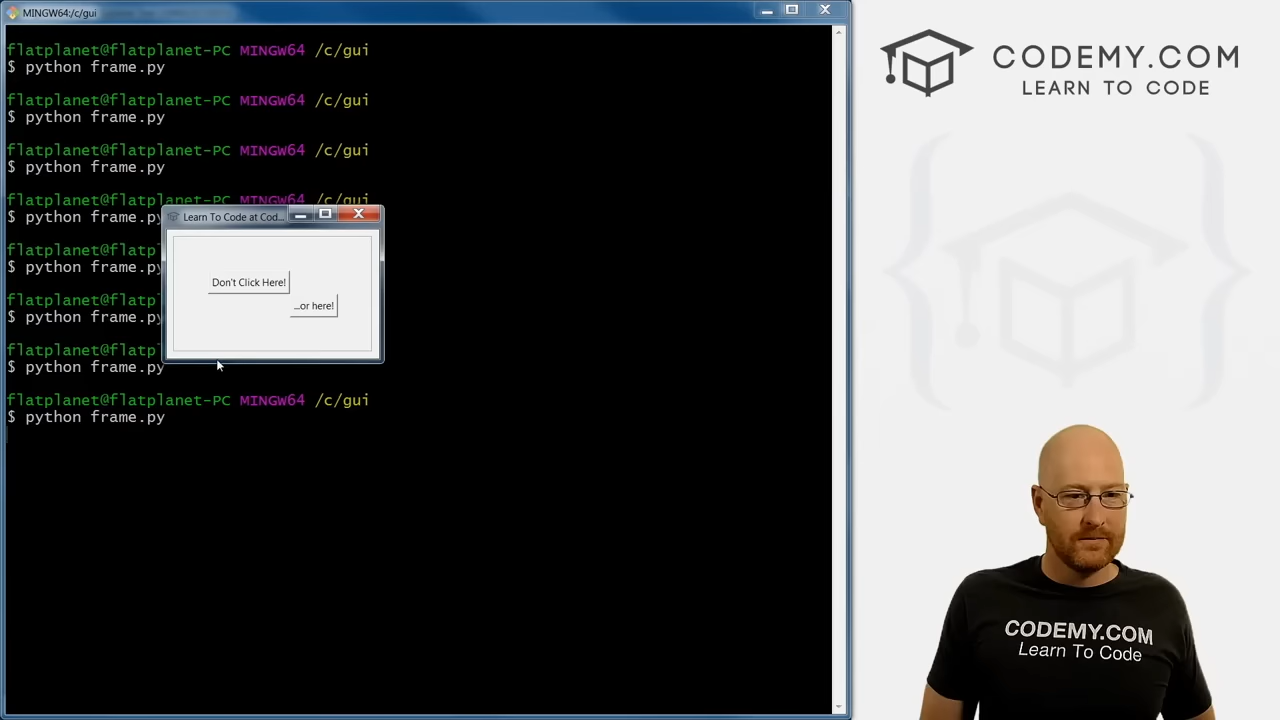 MINGW64:/c/gui
flatplanet@flatplanet-PC MINGW64 /c/gui
$ python frame.py
flatplanet@flatplanet-PC MINGW64 /c/gui
$ python frame.py
flatplanet@flatplanet-PC MINGW64 /c/gui
$ python frame.py
flatplanet@flatplanet-PC MINGW64 /c/gui
$ python frame.py
flatp
$ python frame.py
flatp
$ python frame.py
flatp
$ python frame.py
flatplanet@flatplanet-PC MINGW64 /c/gui
$ python frame.py
Learn To Code at Cod...
Don't Click Here!
...or here!
CODEMY.COM
LEARN TO CODE
CODEMY.COM
Learn To Code